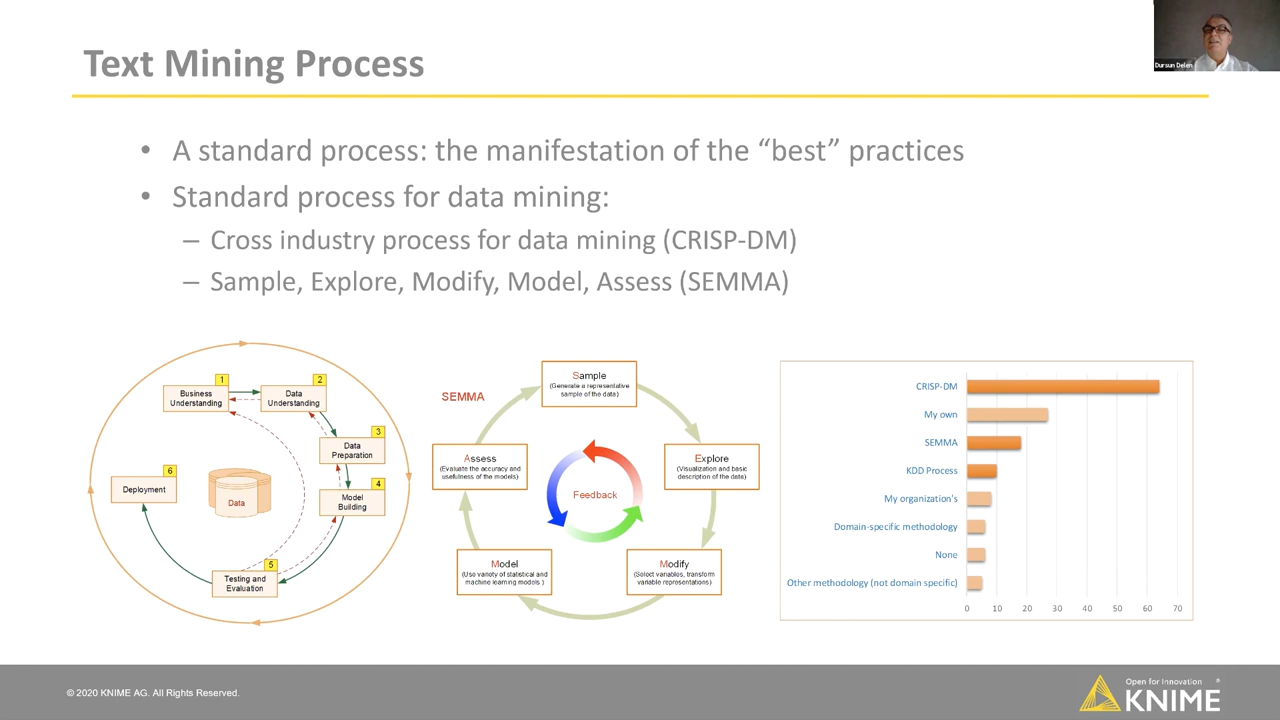 Dursun Delen
Text Mining Process
• A standard process: the manifestation of the “best” practices
• Standard process for data mining:
– Cross industry process for data mining (CRISP-DM)
– Sample, Explore, Modify, Model, Assess (SEMMA)
1
Business
Understanding
2
Data
Understanding
3
Data
Preparation
4
Model
Building
5
Testing and
Evaluation
6
Deployment
Data
SEMMA
Sample
(Generate a representative
sample of the data)
Explore
(Visualization and basic
description of the data)
Modify
(Select variables, transform
variable representations)
Model
(Use variety of statistical and
machine learning models )
Assess
(Evaluate the accuracy and
usefulness of the models)
Feedback
CRISP-DM
My own
SEMMA
KDD Process
My organization's
Domain-specific methodology
None
Other methodology (not domain specific)
0 10 20 30 40 50 60 70
© 2020 KNIME AG. All Rights Reserved.
Open for Innovation ®
KNIME